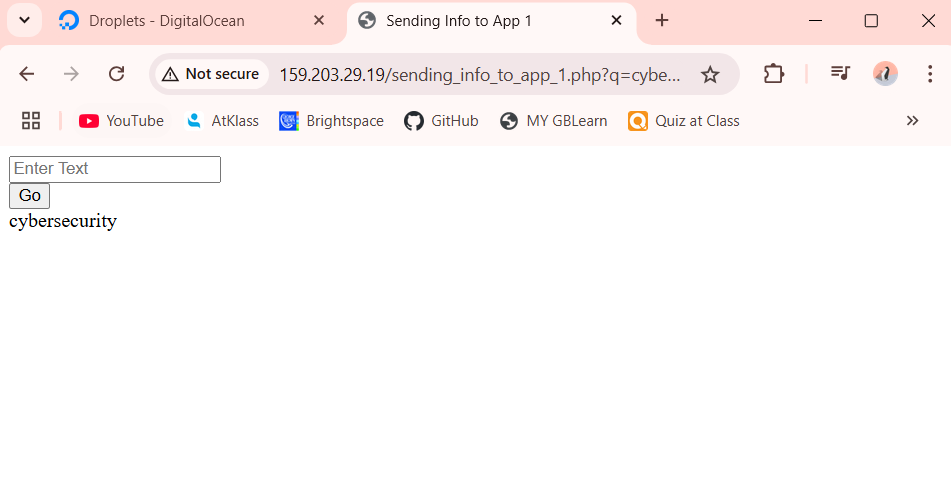 Droplets - DigitalOcean
Sending Info to App 1
Not secure
159.203.29.19/sending_info_to_app_1.php?q=cybe...
YouTube
AtKlass
Brightspace
GitHub
MY GBLearn
Quiz at Class
Enter Text
Go
cybersecurity